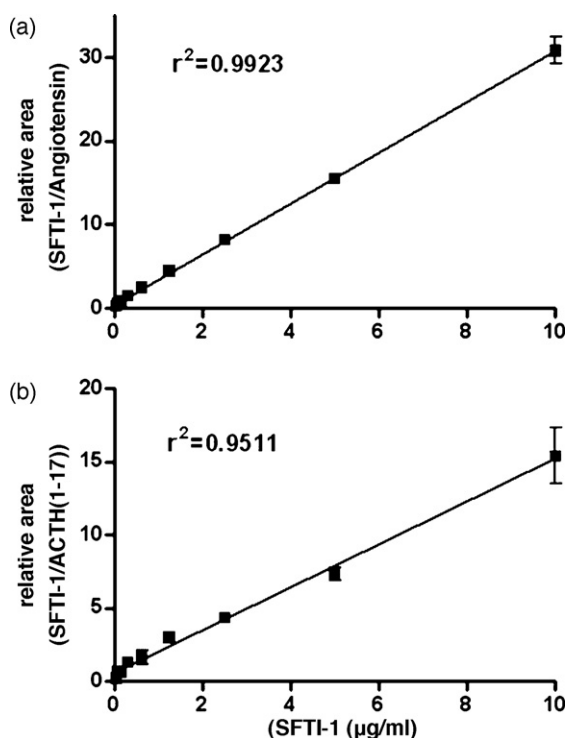 (a)
r²=0.9923
relative area
(SFTI-1/Angiotensin)
30
20
10
0
0 2 4 6 8 10
(b)
r²=0.9511
relative area
(SFTI-1/ACTH(1-17))
20
15
10
5
0
0 2 4 6 8 10
(SFTI-1 (µg/ml)